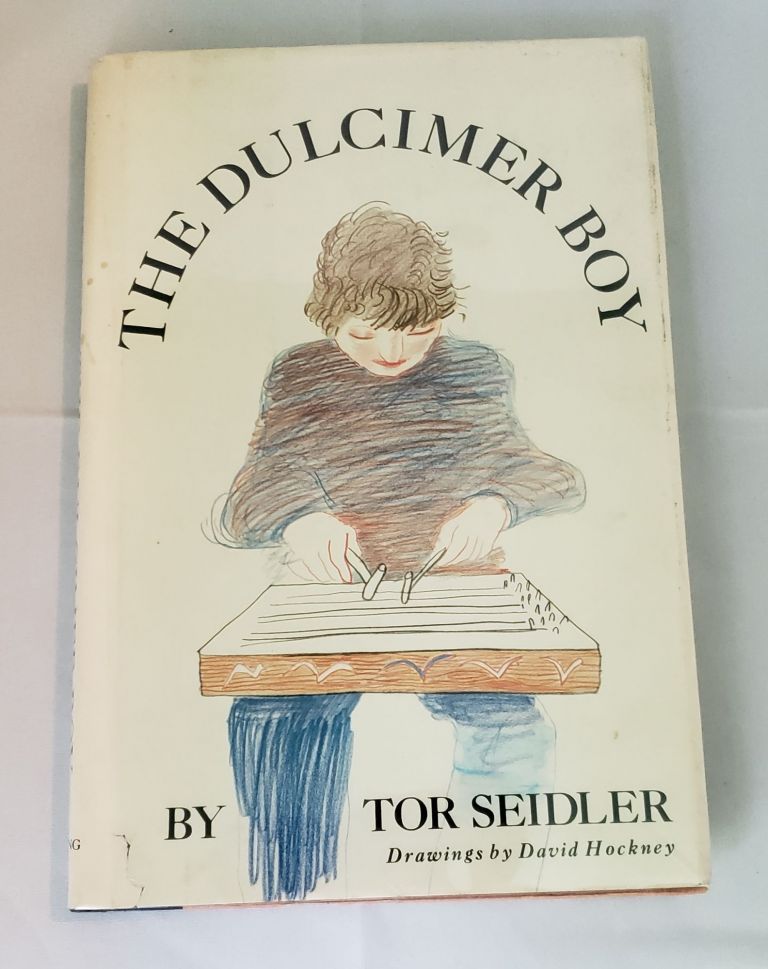 THE DULCIMER BOY
BY TOR SEIDLER
Drawings by David Hockney